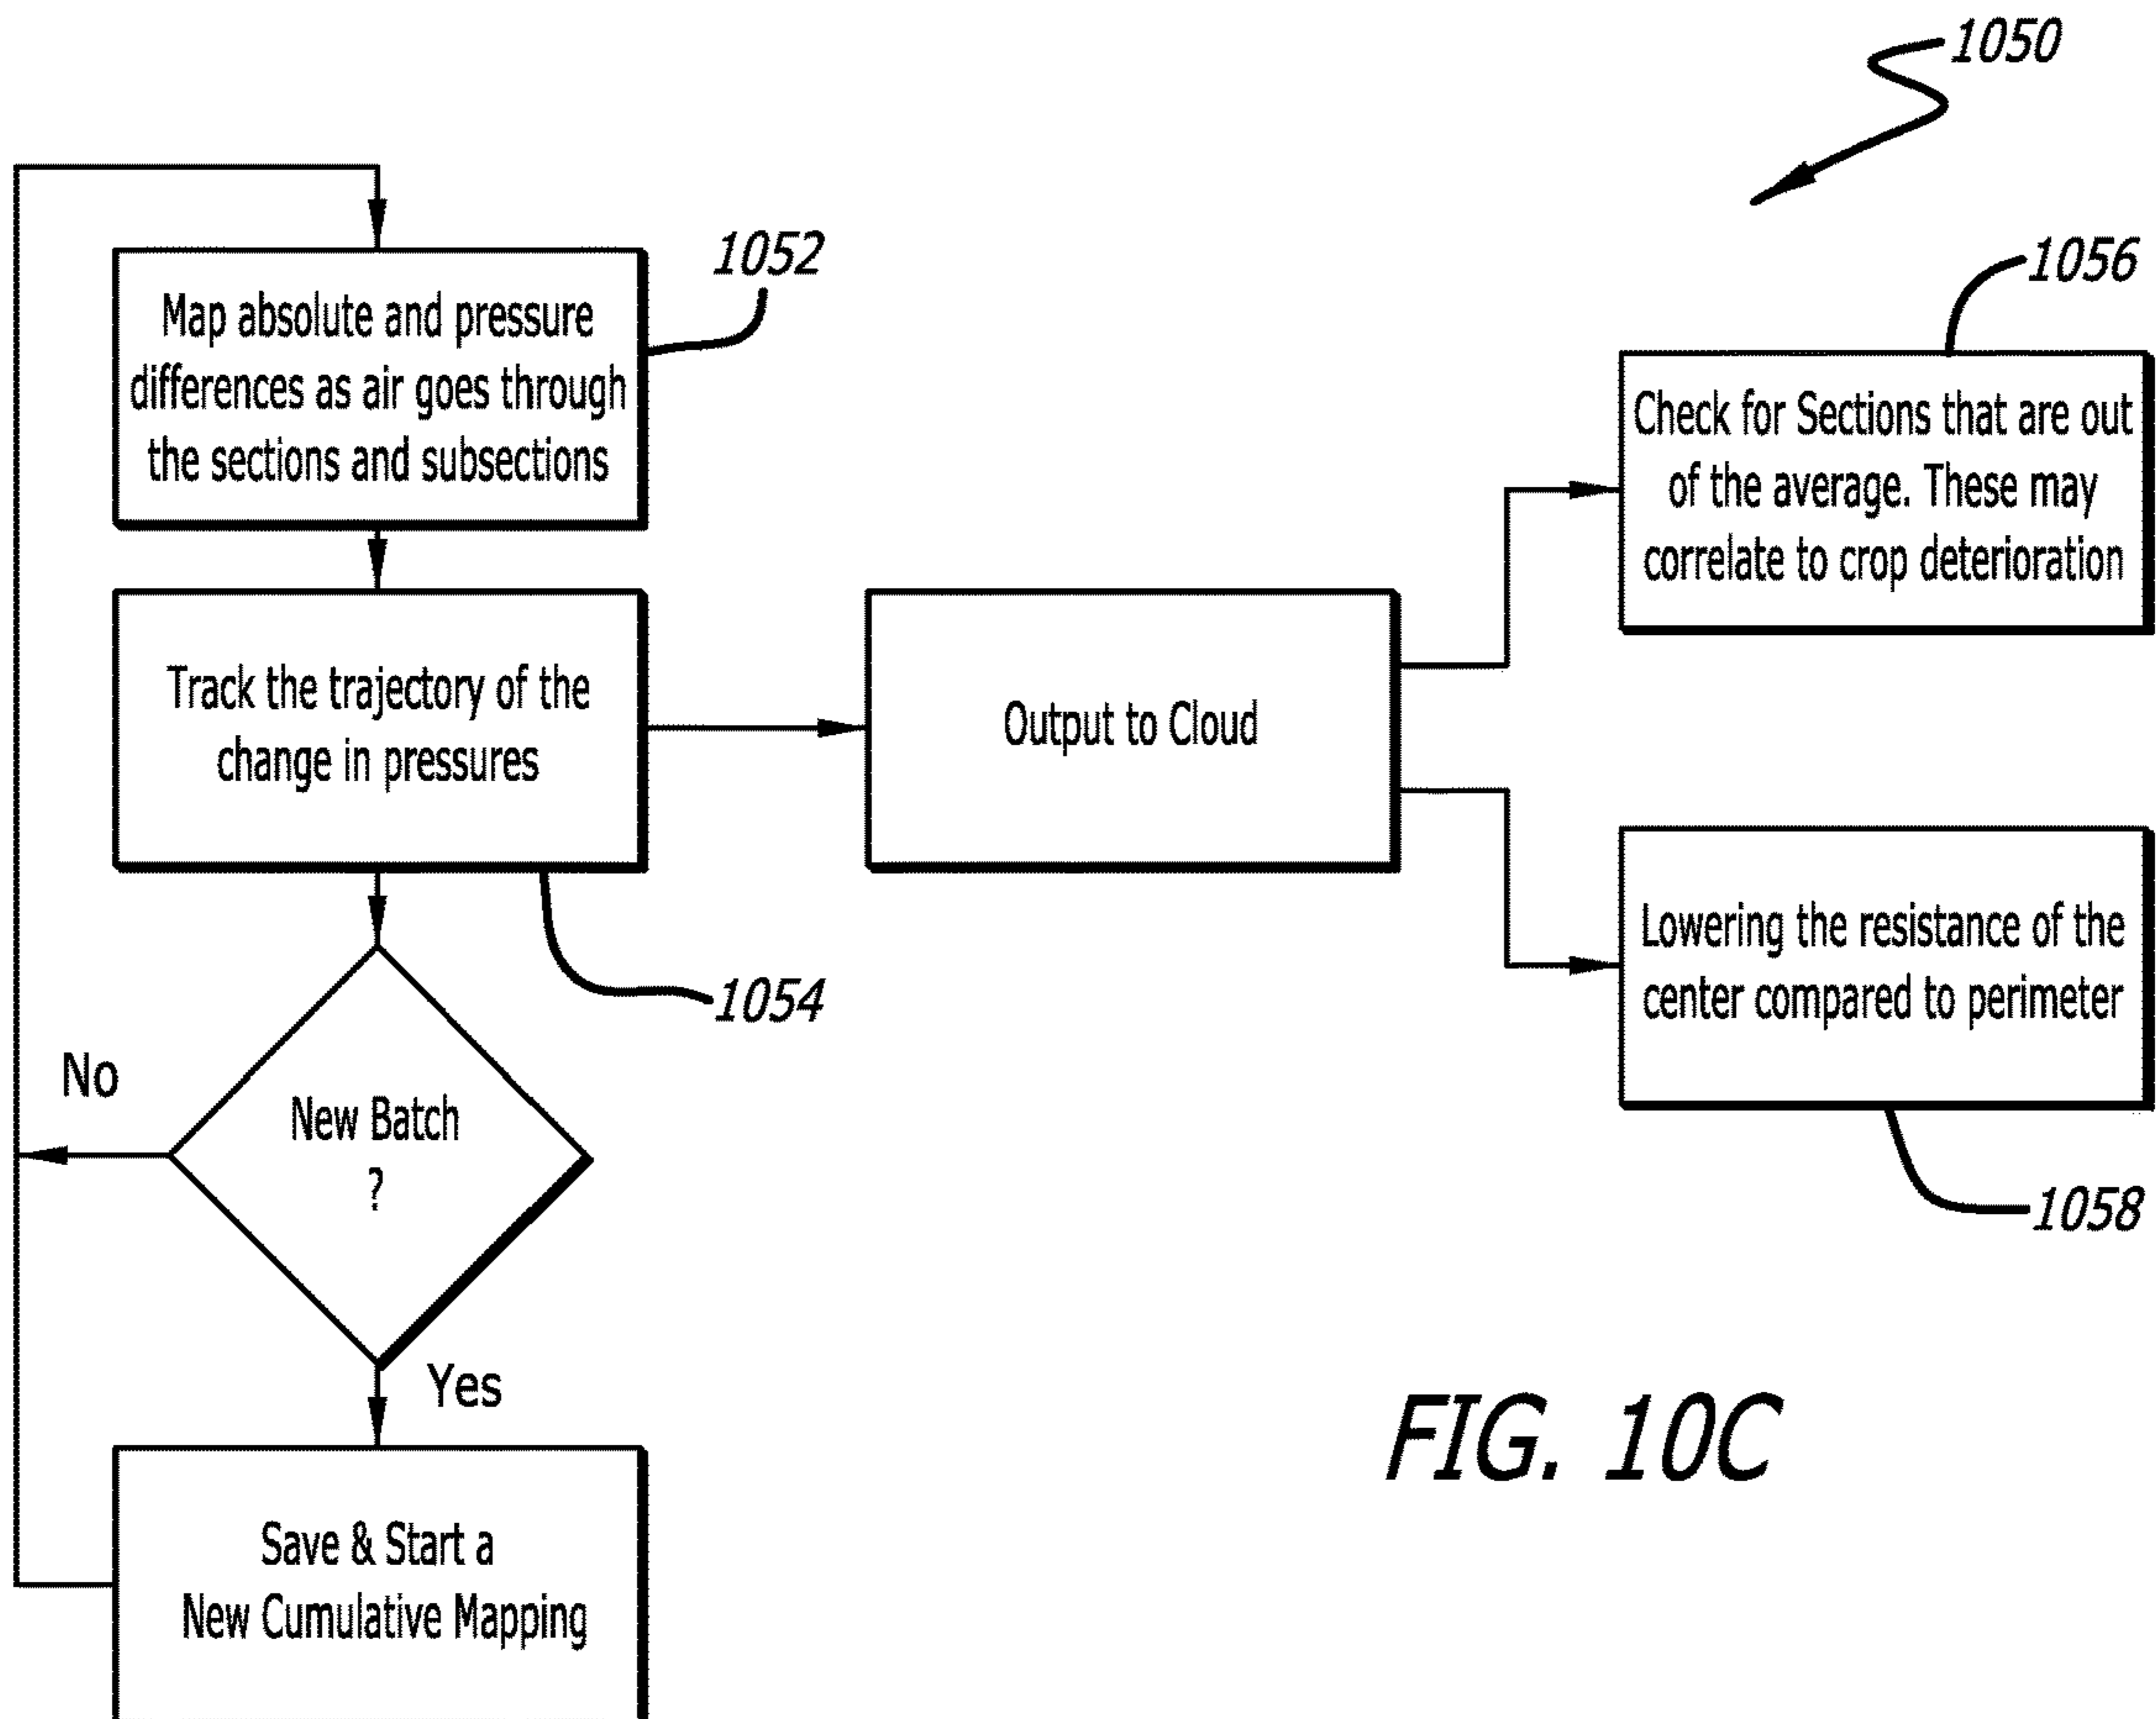 1050
1052
Map absolute and pressure
differences as air goes through
the sections and subsections
1056
Check for Sections that are out
of the average. These may
correlate to crop deterioration
Track the trajectory of the
change in pressures
Output to Cloud
1054
Lowering the resistance of the
center compared to perimeter
1058
No
New Batch
?
Yes
Save & Start a
New Cumulative Mapping
FIG. 10C